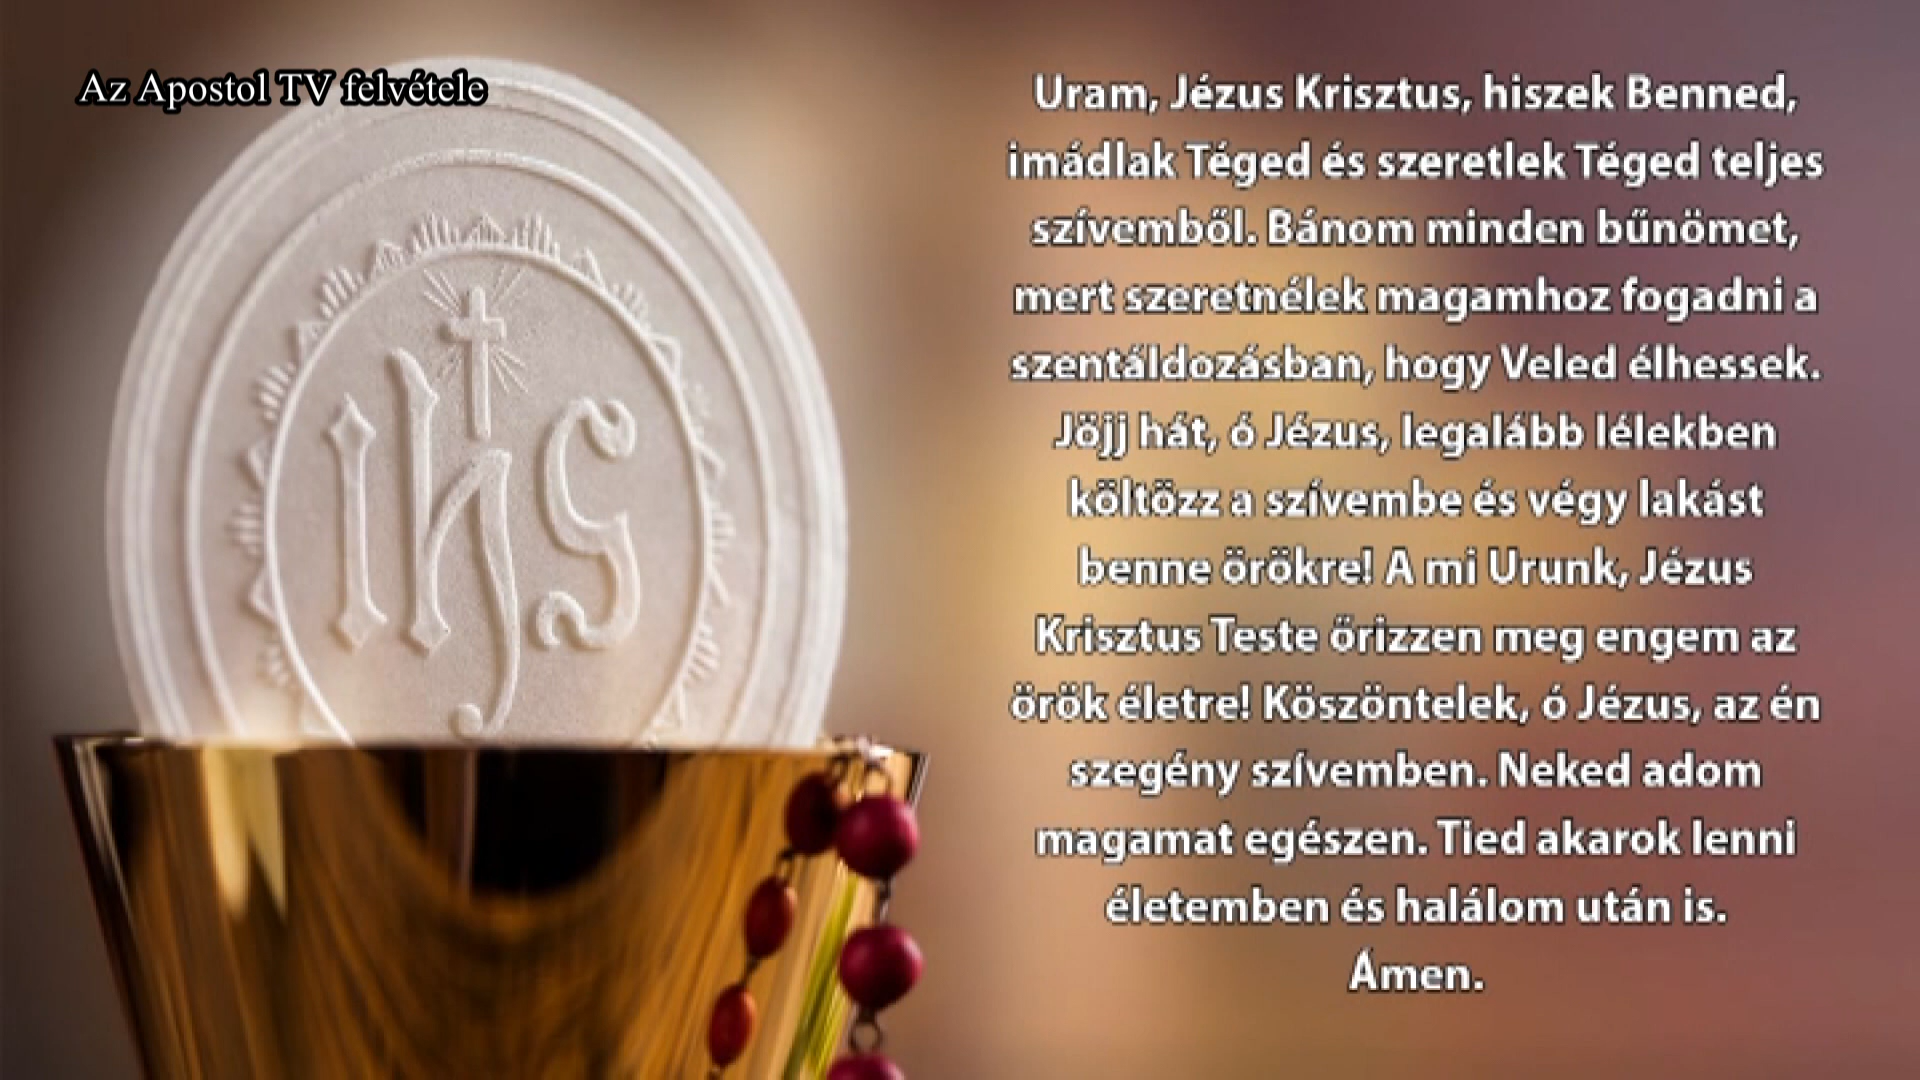 Az Apostol TV felvétele
Uram, Jézus Krisztus, hiszek Benned,
imádlak Téged és szeretlek Téged teljes
szívemből. Bánom minden bűnömet,
mert szeretnélek magamhoz fogadni a
szentáldozásban, hogy Veled élhessek.
Jöjj hát, ó Jézus, legalább lélekben
költözz a szívembe és végy lakást
benne örökre! A mi Urunk, Jézus
Krisztus Teste őrizzen meg engem az
örök életre! Köszöntelek, ó Jézus, az én
szegény szívemben. Neked adom
magamat egészen. Tied akarok lenni
életemben és halálom után is.
Ámen.
ihs